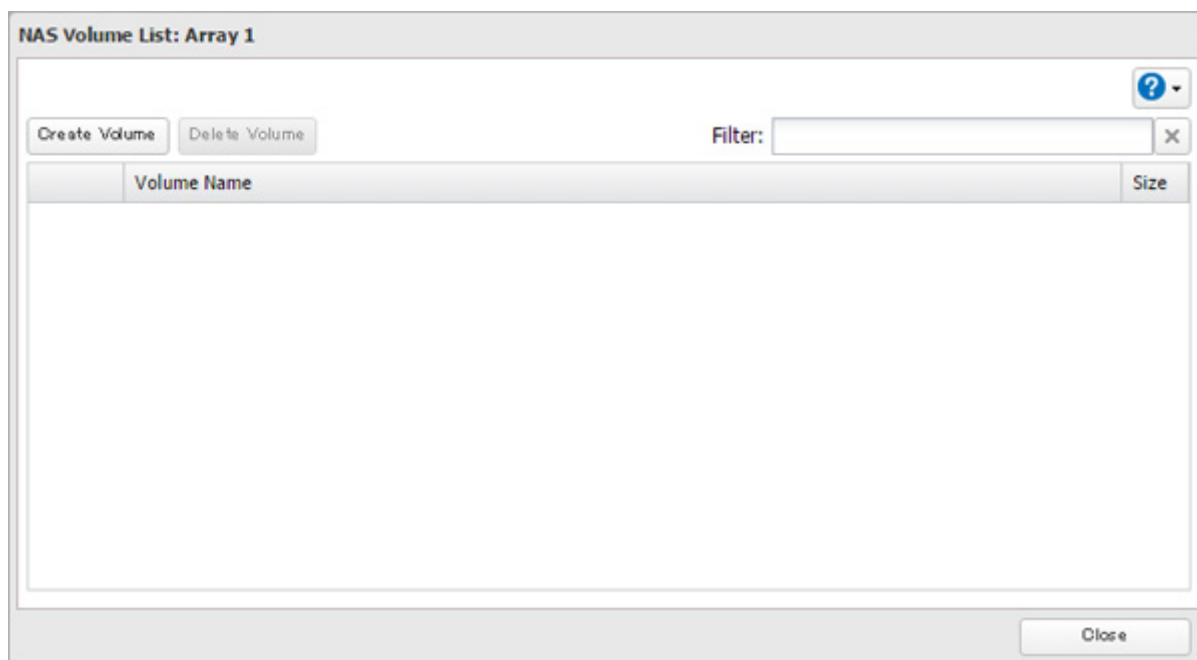 NAS Volume List: Array 1
?
Create Volume Delete Volume Filter:
Volume Name Size
Close